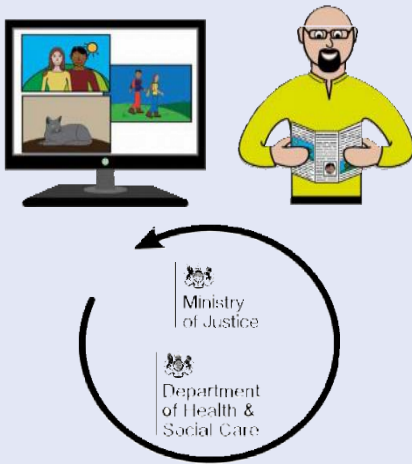 Ministry
of Justice
Department
of Health &
Social Care